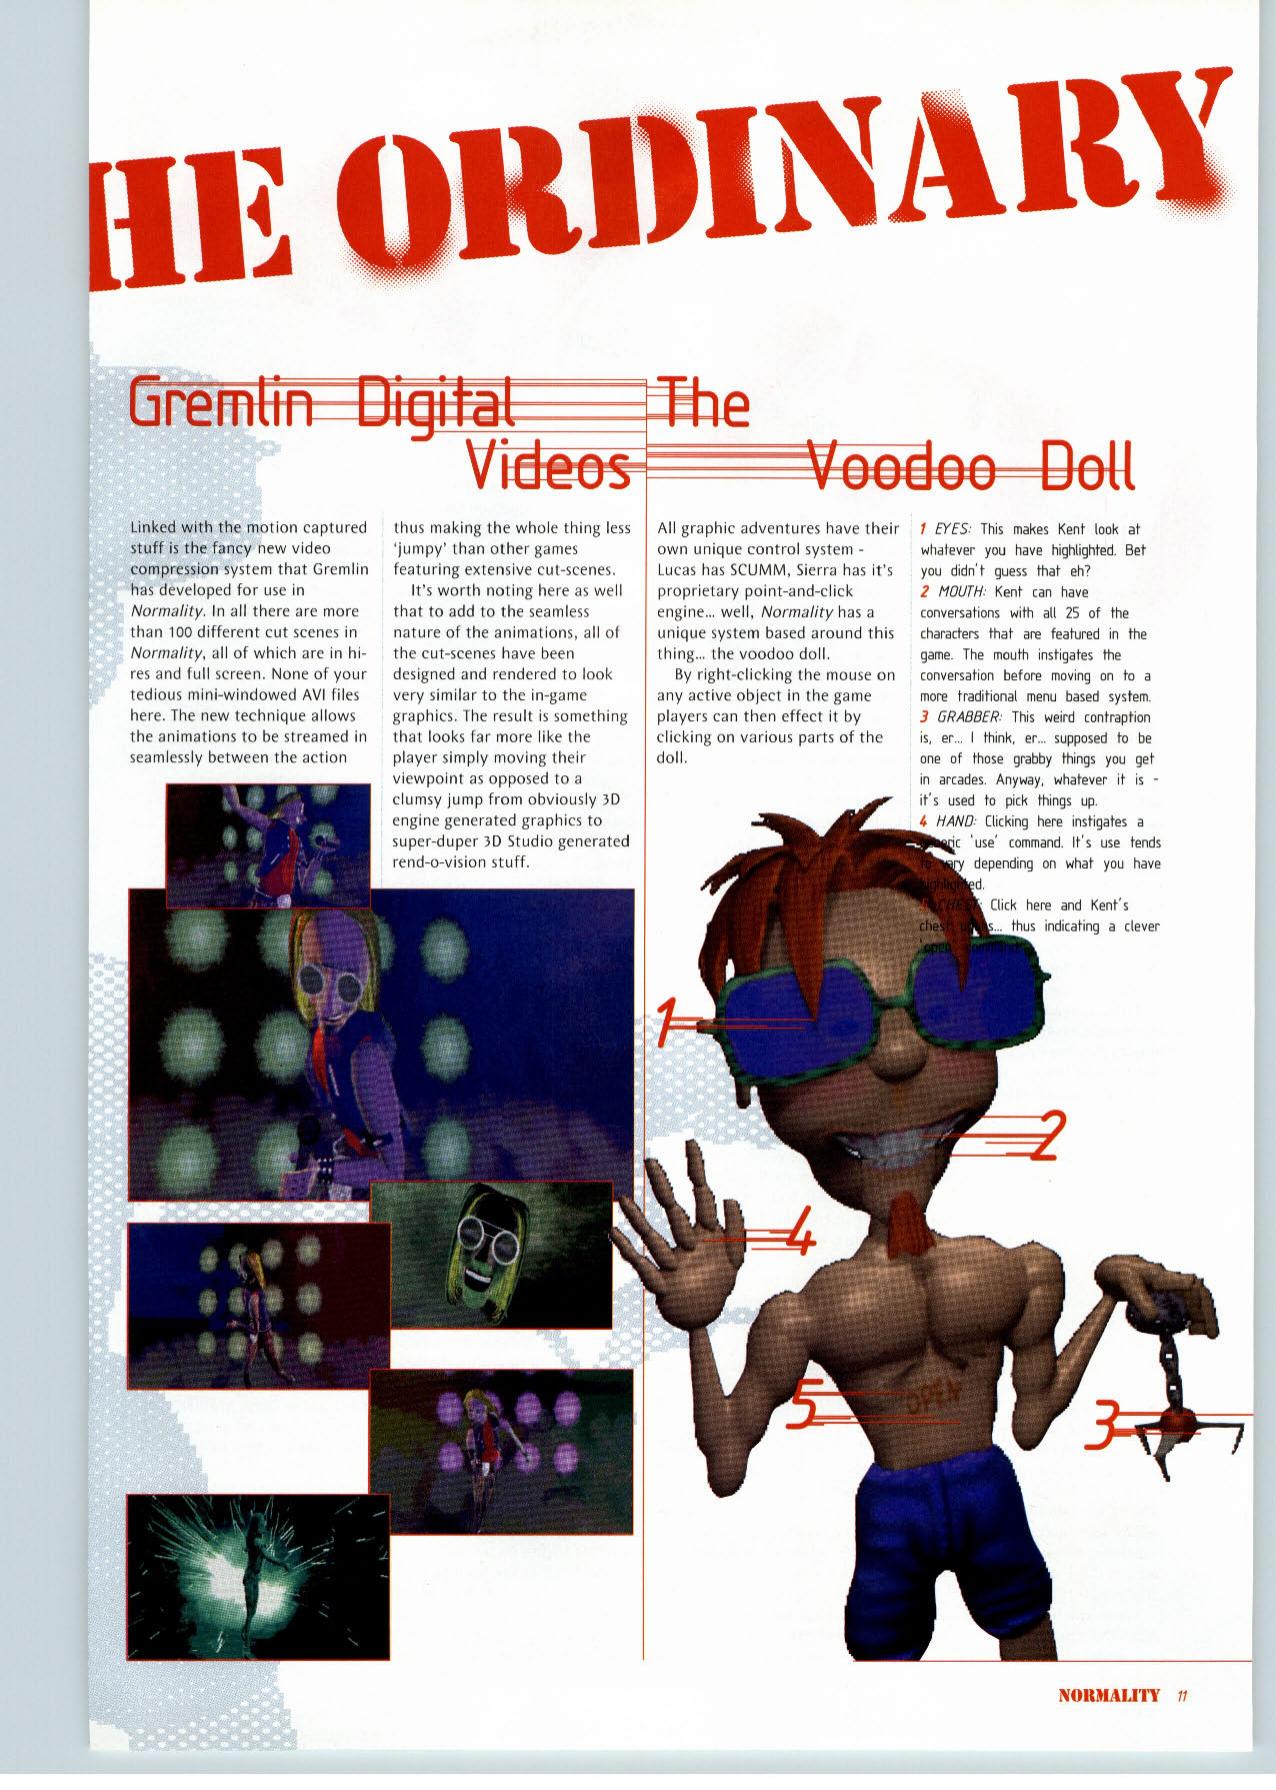 HE ORDINARY
Gremlin Digital
Videos
Linked with the motion captured
stuff is the fancy new video
compression system that Gremlin
has developed for use in
Normality. In all there are more
than 100 different cut scenes in
Normality, all of which are in hi-
res and full screen. None of your
tedious mini-windowed AVI files
here. The new technique allows
the animations to be streamed in
seamlessly between the action
thus making the whole thing less
'jumpy' than other games
featuring extensive cut-scenes.
It's worth noting here as well
that to add to the seamless
nature of the animations, all of
the cut-scenes have been
designed and rendered to look
very similar to the in-game
graphics. The result is something
that looks far more like the
player simply moving their
viewpoint as opposed to a
clumsy jump from obviously 3D
engine generated graphics to
super-duper 3D Studio generated
rend-o-vision stuff.
The
Voodoo Doll
All graphic adventures have their
own unique control system -
Lucas has SCUMM, Sierra has it's
proprietary point-and-click
engine... well, Normality has a
unique system based around this
thing... the voodoo doll.
By right-clicking the mouse on
any active object in the game
players can then effect it by
clicking on various parts of the
doll.
1 EYES: This makes Kent look at
whatever you have highlighted. Bet
you didn't guess that eh?
2 MOUTH: Kent can have
conversations with all 25 of the
characters that are featured in the
game. The mouth instigates the
conversation before moving on to a
more traditional menu based system.
3 GRABBER: This weird contraption
is, er... I think, er... supposed to be
one of those grabby things you get
in arcades. Anyway, whatever it is -
it's used to pick things up.
4 HAND: Clicking here instigates a
generic 'use' command. It's use tends
to vary depending on what you have
highlighted.
5 CHEST: Click here and Kent's
chest opens... thus indicating a clever
'open
1
2
4
OPEN
5
3
NORMALITY 11